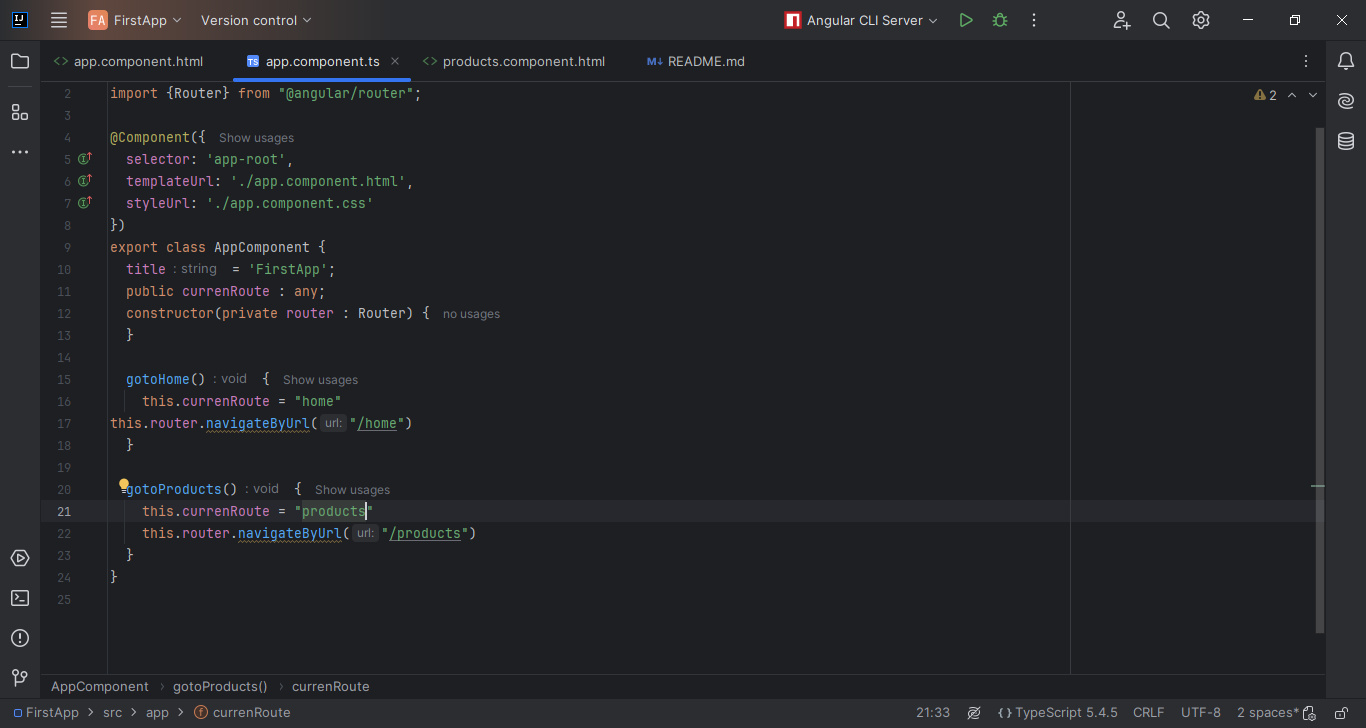 FA FirstApp Version control Angular CLI Server
app.component.html TS app.component.ts products.component.html M↓ README.md
2 import {Router} from "@angular/router"; 2
3
4 @Component({ Show usages
5 selector: 'app-root',
6 templateUrl: './app.component.html',
7 styleUrl: './app.component.css'
8 })
9 export class AppComponent {
10 title : string = 'FirstApp';
11 public currenRoute : any;
12 constructor(private router : Router) { no usages
13 }
14
15 gotoHome() : void { Show usages
16 this.currenRoute = "home"
17 this.router.navigateByUrl( url: "/home")
18 }
19
20 gotoProducts() : void { Show usages
21 this.currenRoute = "products"
22 this.router.navigateByUrl( url: "/products")
23 }
24 }
25
AppComponent › gotoProducts() › currenRoute
FirstApp > src > app > f currenRoute 21:33 {} TypeScript 5.4.5 CRLF UTF-8 2 spaces*